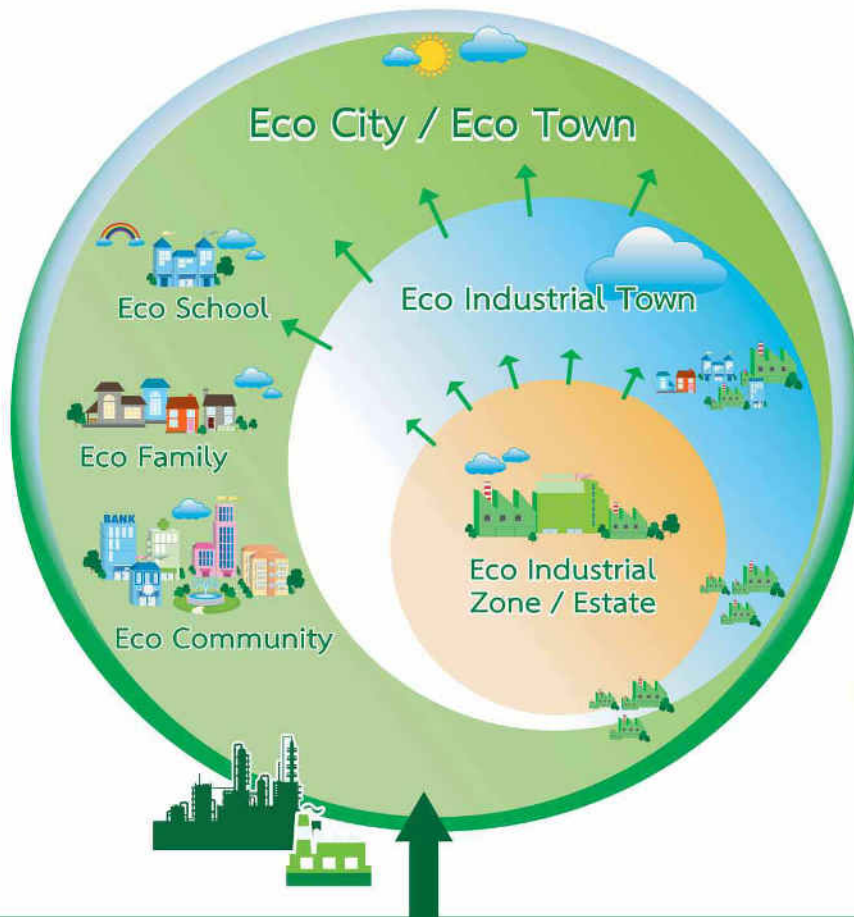 Eco City / Eco Town
Eco School
Eco Industrial Town
Eco Family
BANK
Eco Industrial
Zone / Estate
Eco Community